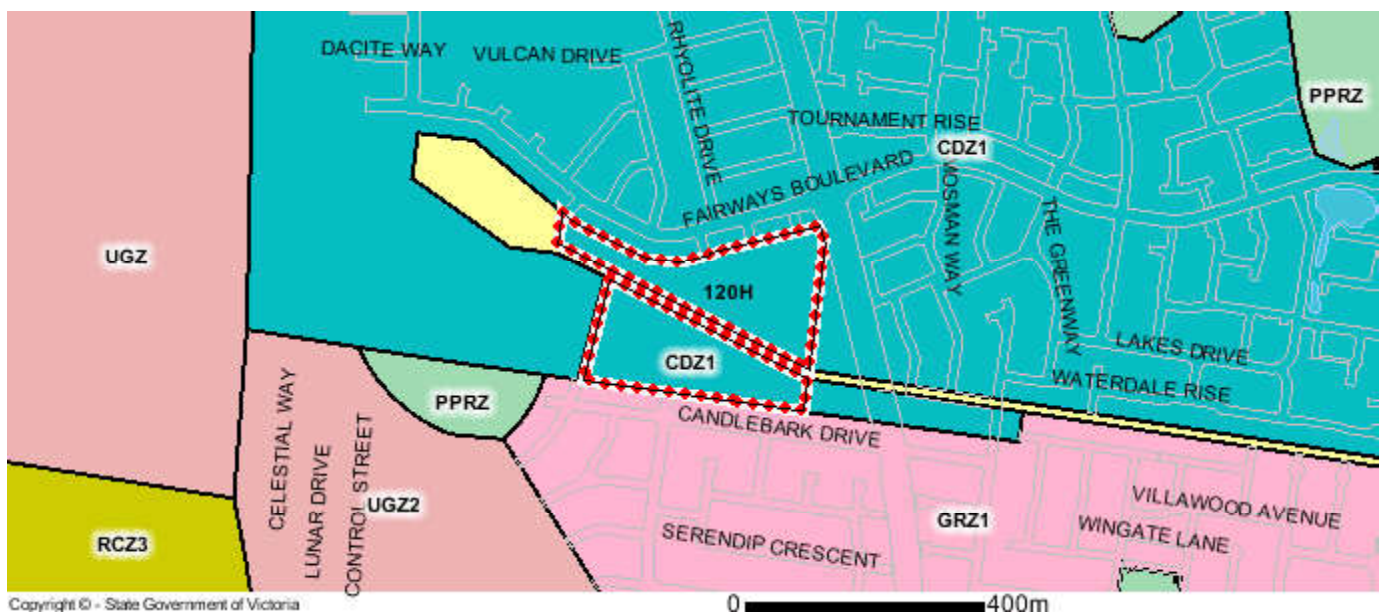 DACITE WAY
VULCAN DRIVE
RHYOLITE DRIVE
PPRZ
TOURNAMENT RISE
CDZ1
FAIRWAYS BOULEVARD
MOSMAN WAY
THE GREENWAY
UGZ
120H
LAKES DRIVE
CDZ1
WATERDALE RISE
PPRZ
CANDLEBARK DRIVE
CELESTIAL WAY
LUNAR DRIVE
CONTROL STREET
UGZ2
VILLAWOOD AVENUE
GRZ1
WINGATE LANE
SERENDIP CRESCENT
RCZ3
Copyright © - State Government of Victoria
0 400m